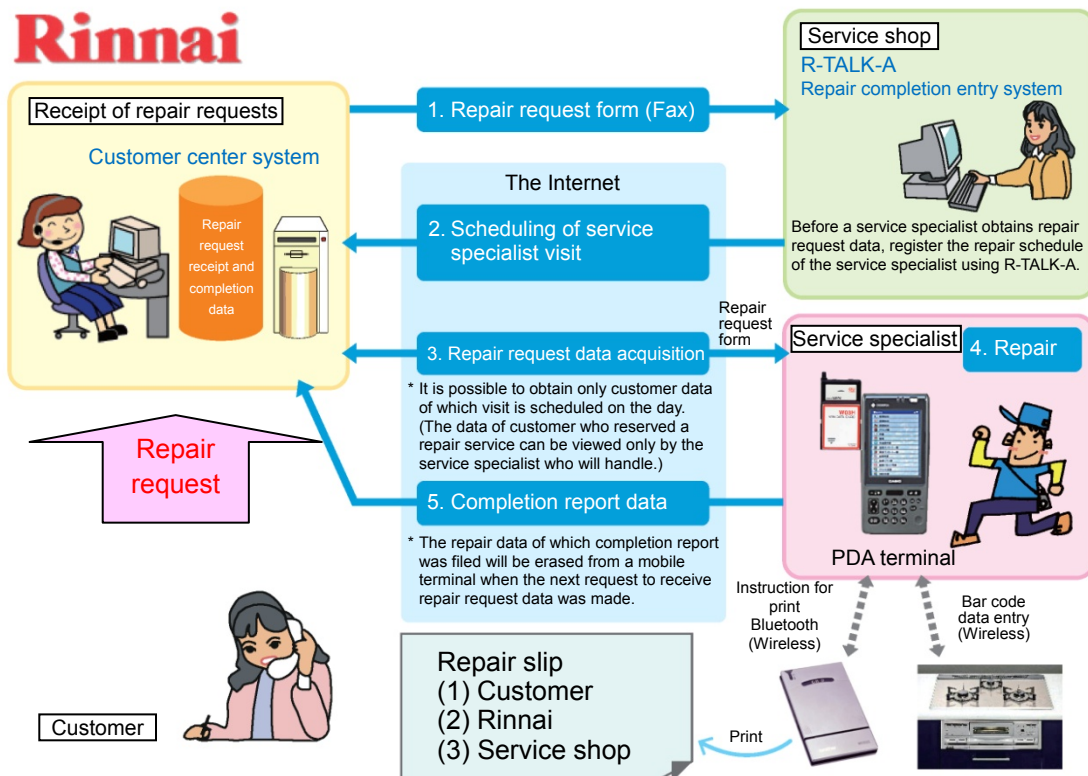 Rinnai
Receipt of repair requests
Customer center system
Repair
request
receipt and
completion
data
1. Repair request form (Fax)
Service shop
R-TALK-A
Repair completion entry system
Before a service specialist obtains repair
request data, register the repair schedule
of the service specialist using R-TALK-A.
The Internet
2. Scheduling of service
specialist visit
3. Repair request data acquisition
* It is possible to obtain only customer data
of which visit is scheduled on the day.
(The data of customer who reserved a
repair service can be viewed only by the
service specialist who will handle.)
Repair
request
form
Service specialist
4. Repair
PDA terminal
5. Completion report data
* The repair data of which completion report
was filed will be erased from a mobile
terminal when the next request to receive
repair request data was made.
Repair
request
Customer
Instruction for
print
Bluetooth
(Wireless)
Bar code
data entry
(Wireless)
Repair slip
(1) Customer
(2) Rinnai
(3) Service shop
Print